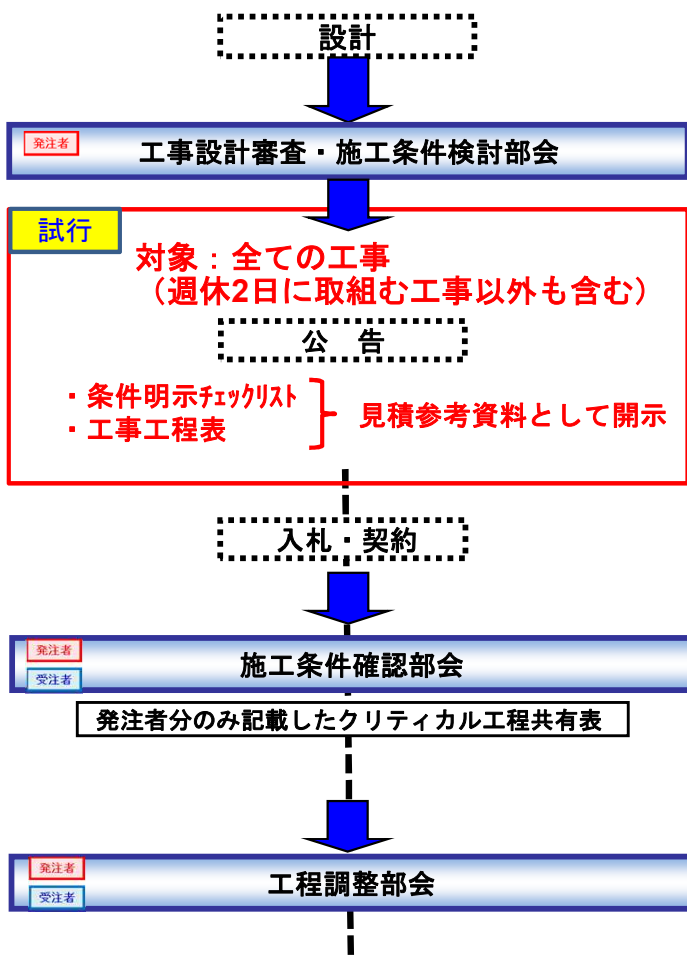 設計
発注者
工事設計審査・施工条件検討部会
試行
対象：全ての工事
（週休2日に取組む工事以外も含む）
公　告
・条件明示ﾁｪｯｸﾘｽﾄ
・工事工程表
見積参考資料として開示
入札・契約
発注者
受注者
施工条件確認部会
発注者分のみ記載したクリティカル工程共有表
発注者
受注者
工程調整部会